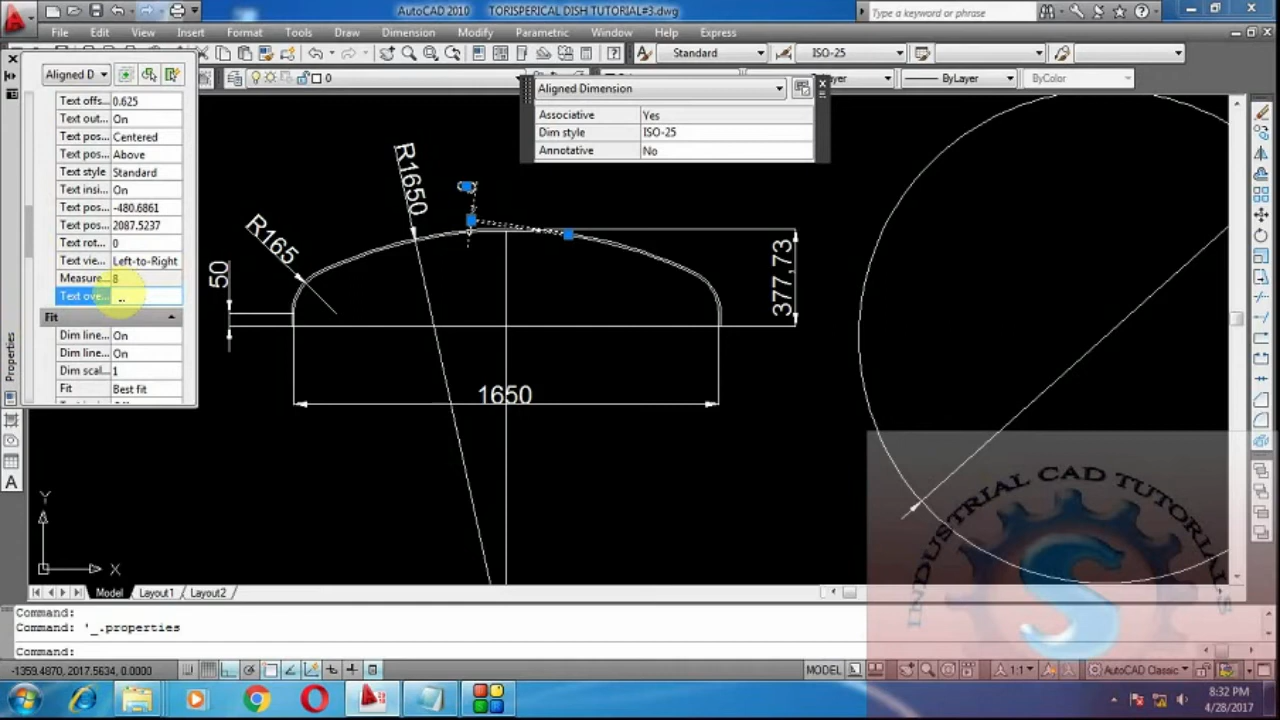 AutoCAD 2010 TORISPERICAL DISH TUTORIAL#3.dwg
Type a keyword or phrase
File Edit View Insert Format Tools Draw Dimension Modify Parametric Window Help Express
Standard ISO-25
Aligned D
0
ByLayer
ByColor
Aligned Dimension
Associative Yes
Dim style ISO-25
Annotative No
Text offs... 0.625
Text out... On
Text pos... Centered
Text pos... Above
Text style Standard
Text insi... On
Text pos... -480.6861
Text pos... 2087.5237
Text rot... 0
Text vie... Left-to-Right
Measure... 8
Text ove...
Fit
Dim line... On
Dim line... On
Dim scal... 1
Fit Best fit
Properties
R1650
R165
50
377,73
1650
Y
X
INDUSTRIAL CAD TUTORIALS
Model Layout1 Layout2
Command:
Command: '_.properties
Command:
-1359.4970, 2017.5634, 0.0000
MODEL
1:1
AutoCAD Classic
8:32 PM
4/28/2017